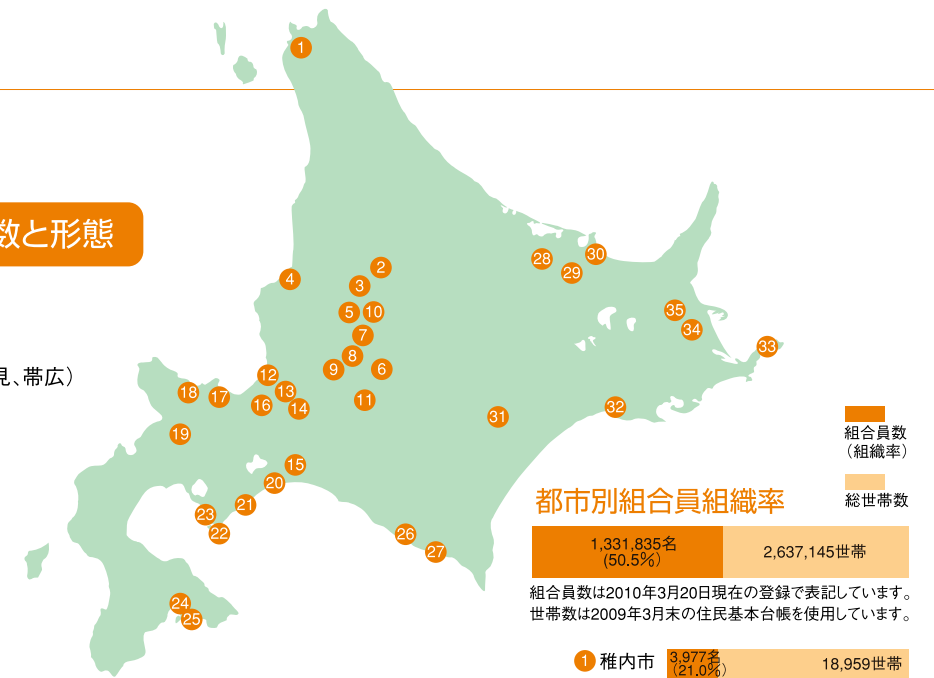 数と形態
見、帯広）
1
2
3
4
5
10
7
8
9
6
11
12
13
14
16
17
18
19
15
20
21
22
23
24
25
26
27
28
29
30
31
32
33
34
35
組合員数
（組織率）
総世帯数
都市別組合員組織率
1,331,835名
(50.5%)
2,637,145世帯
組合員数は2010年3月20日現在の登録で表記しています。
世帯数は2009年3月末の住民基本台帳を使用しています。
1 稚内市
3,977名
(21.0%)
18,959世帯